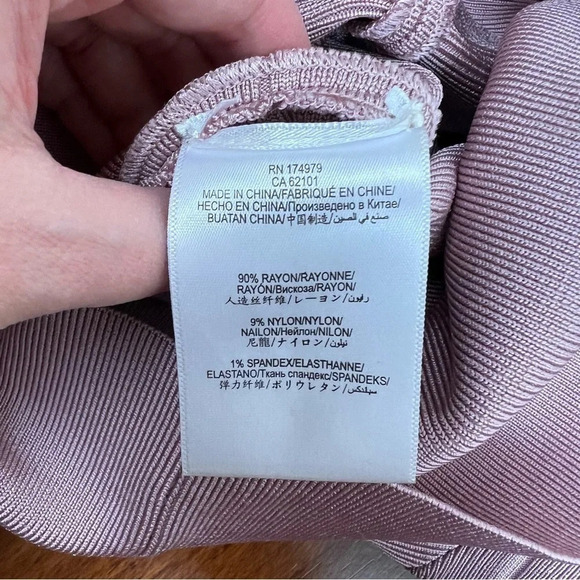 RN 174979
CA 62101
MADE IN CHINA/FABRIQUÉ EN CHINE/
HECHO EN CHINA/Произведено в Китае/
BUATAN CHINA/中国制造/صنع في الصين
90% RAYON/RAYONNE/
RAYÓN/Вискоза/RAYON/
人造丝纤维/レーヨン/رفيون
9% NYLON/NYLON/
NAILON/Нейлон/NILON/
尼龍/ナイロン/نيلون
1% SPANDEX/ELASTHANNE/
ELASTANO/Ткань спандекс/SPANDEKS/
弹力纤维/ポリウレタン/سبانديكس